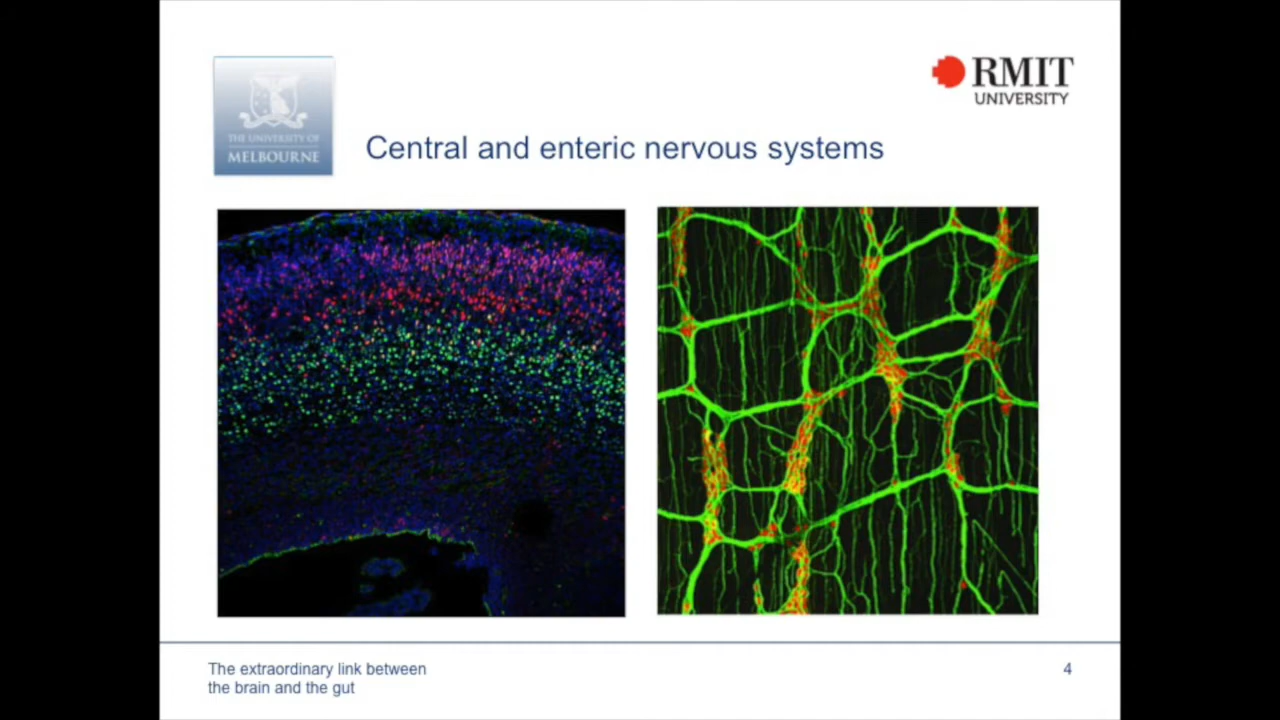 RMIT
UNIVERSITY
THE UNIVERSITY OF
MELBOURNE
Central and enteric nervous systems
The extraordinary link between
the brain and the gut
4